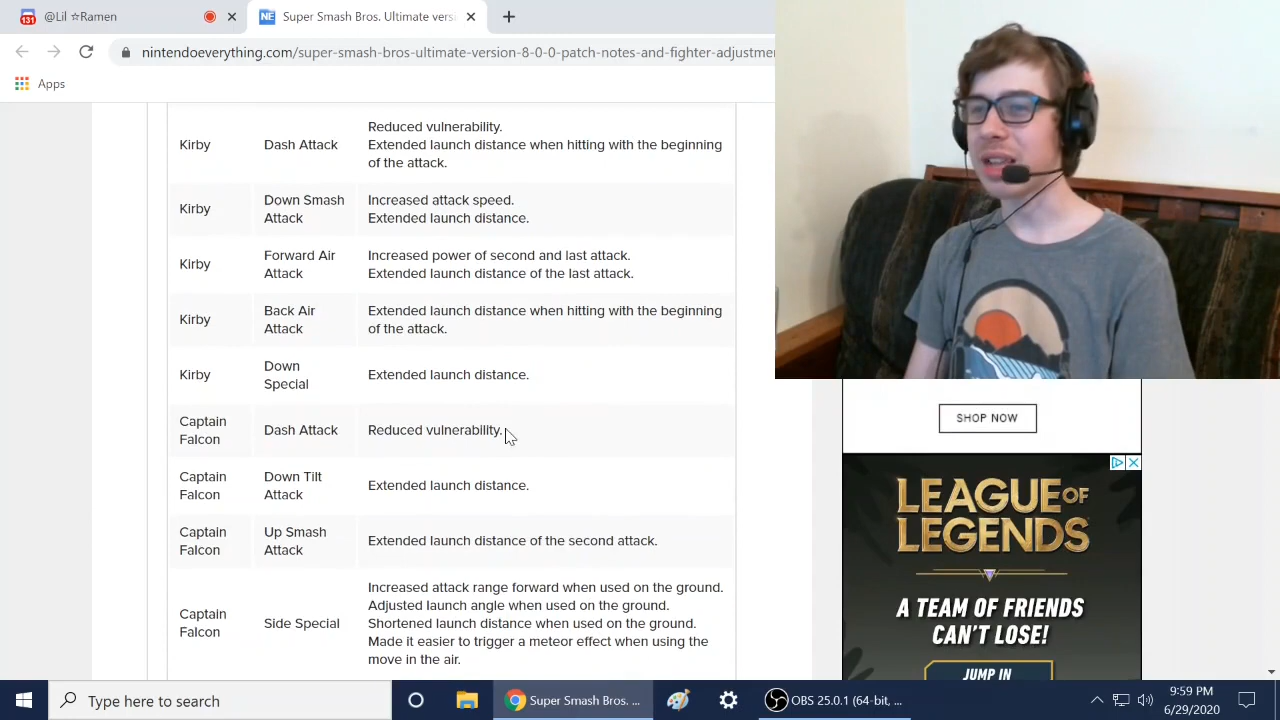 131
@Lil ☆Ramen
NE
Super Smash Bros. Ultimate vers
nintendoeverything.com/super-smash-bros-ultimate-version-8-0-0-patch-notes-and-fighter-adjustmen
Apps
Kirby
Dash Attack
Reduced vulnerability.
Extended launch distance when hitting with the beginning
of the attack.
Kirby
Down Smash
Attack
Increased attack speed.
Extended launch distance.
Kirby
Forward Air
Attack
Increased power of second and last attack.
Extended launch distance of the last attack.
Kirby
Back Air
Attack
Extended launch distance when hitting with the beginning
of the attack.
Kirby
Down
Special
Extended launch distance.
Captain
Falcon
Dash Attack
Reduced vulnerability.
Captain
Falcon
Down Tilt
Attack
Extended launch distance.
Captain
Falcon
Up Smash
Attack
Extended launch distance of the second attack.
Captain
Falcon
Side Special
Increased attack range forward when used on the ground.
Adjusted launch angle when used on the ground.
Shortened launch distance when used on the ground.
Made it easier to trigger a meteor effect when using the
move in the air.
SHOP NOW
LEAGUE OF
LEGENDS
A TEAM OF FRIENDS
CAN'T LOSE!
JUMP IN
Type here to search
Super Smash Bros. ...
OBS 25.0.1 (64-bit, ...
9:59 PM
6/29/2020